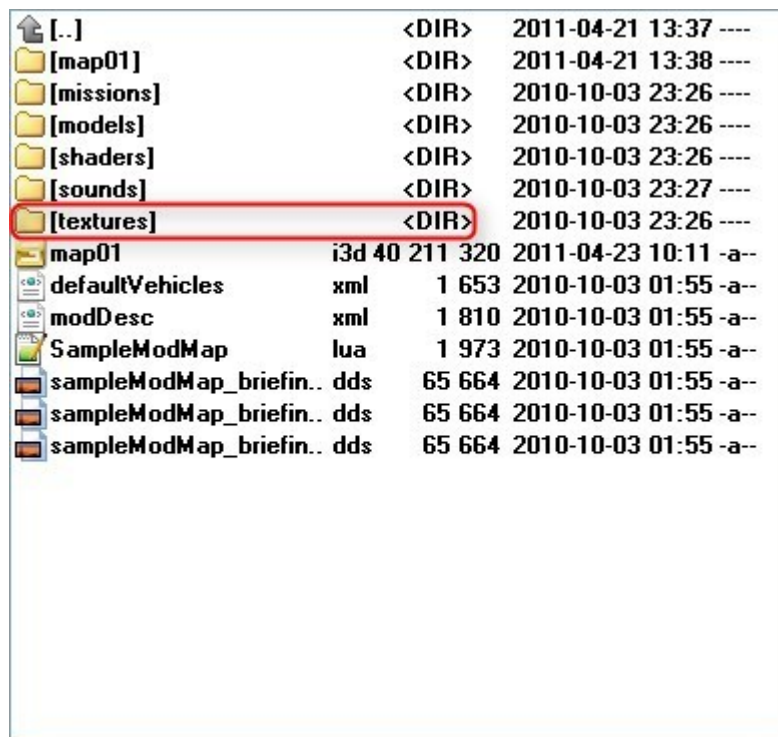 [..] <DIR> 2011-04-21 13:37 ----
[map01] <DIR> 2011-04-21 13:38 ----
[missions] <DIR> 2010-10-03 23:26 ----
[models] <DIR> 2010-10-03 23:26 ----
[shaders] <DIR> 2010-10-03 23:26 ----
[sounds] <DIR> 2010-10-03 23:27 ----
[textures] <DIR> 2010-10-03 23:26 ----
map01 i3d 40 211 320 2011-04-23 10:11 -a--
defaultVehicles xml 1 653 2010-10-03 01:55 -a--
modDesc xml 1 810 2010-10-03 01:55 -a--
SampleModMap lua 1 973 2010-10-03 01:55 -a--
sampleModMap_briefin.. dds 65 664 2010-10-03 01:55 -a--
sampleModMap_briefin.. dds 65 664 2010-10-03 01:55 -a--
sampleModMap_briefin.. dds 65 664 2010-10-03 01:55 -a--